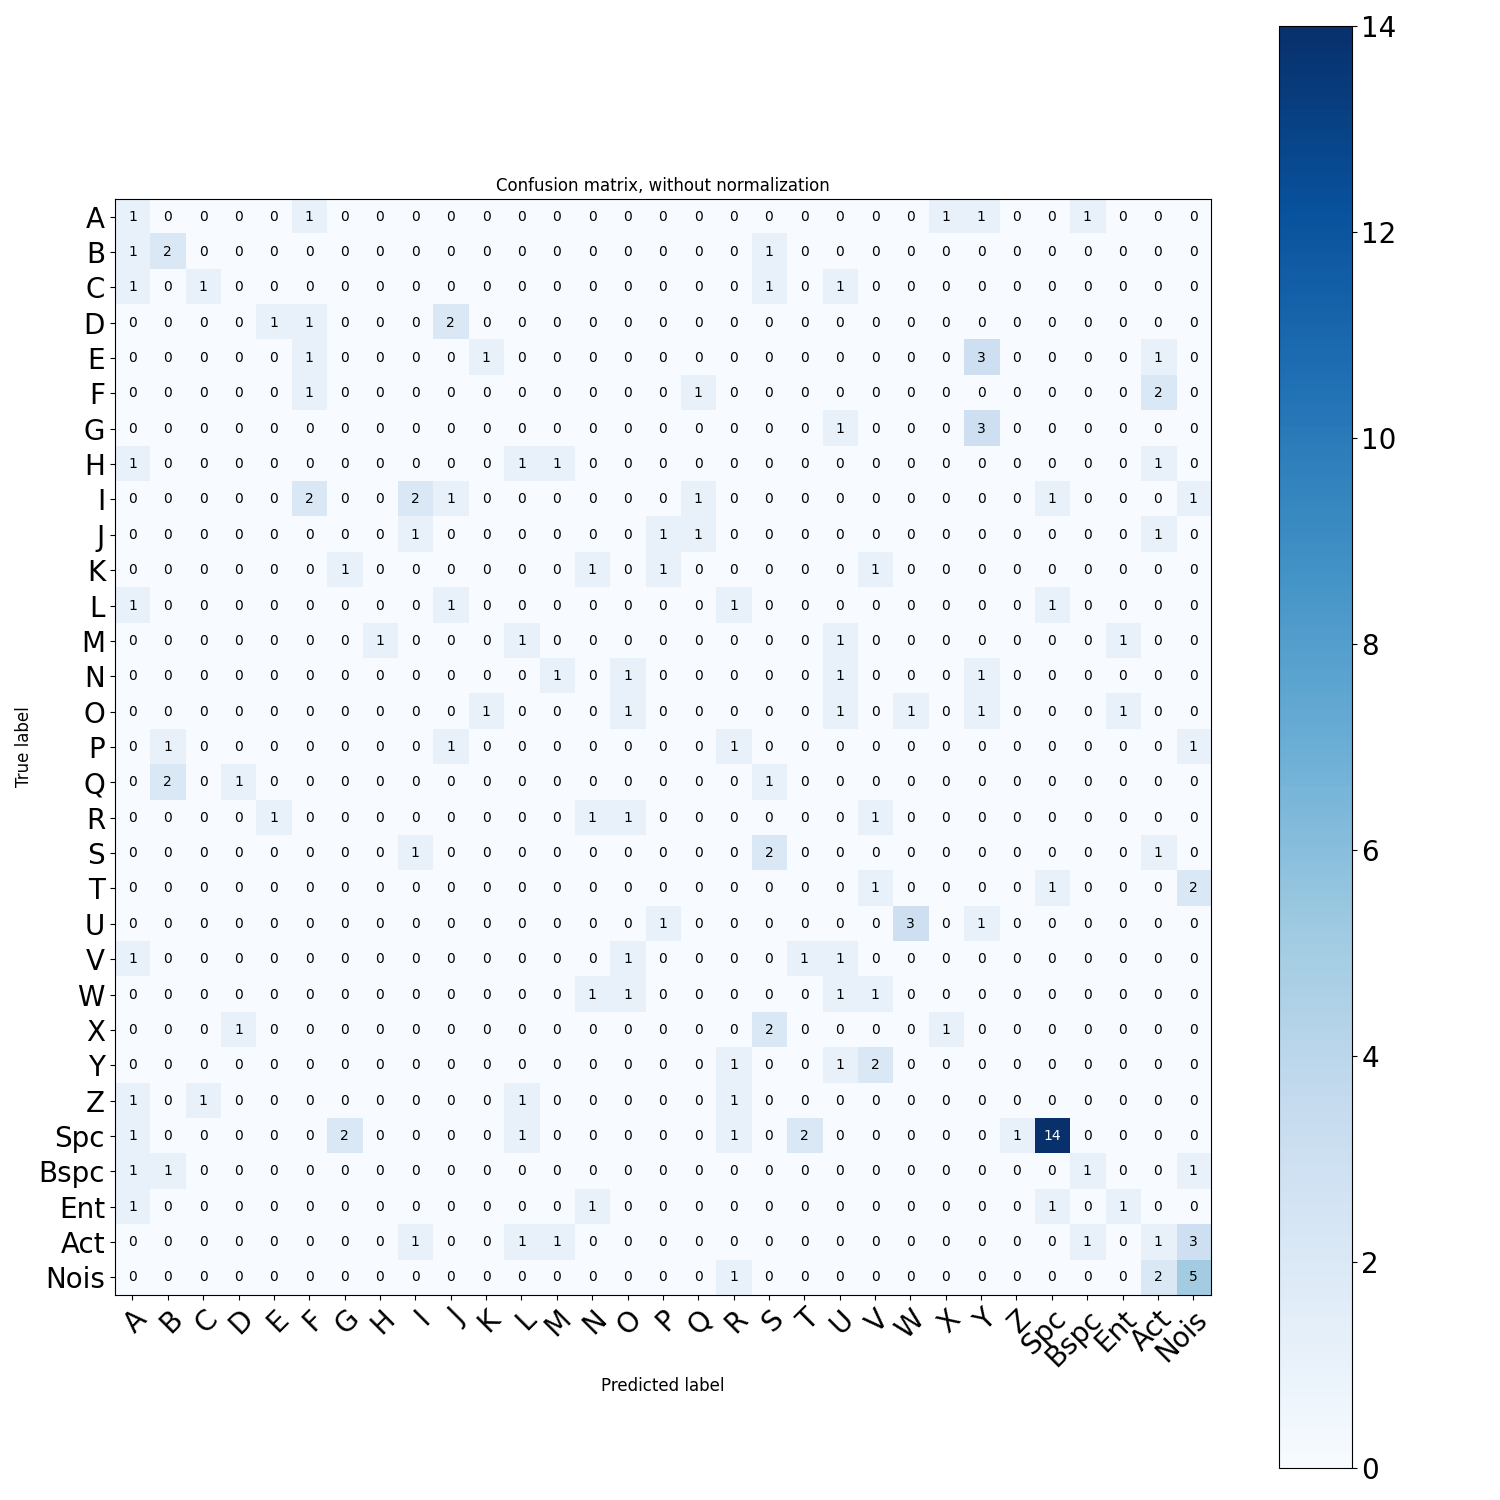 Confusion matrix, without normalization
True label
A 1 0 0 0 0 1 0 0 0 0 0 0 0 0 0 0 0 0 0 0 0 0 0 1 1 0 0 1 0 0 0
B 1 2 0 0 0 0 0 0 0 0 0 0 0 0 0 0 0 0 1 0 0 0 0 0 0 0 0 0 0 0 0
C 1 0 1 0 0 0 0 0 0 0 0 0 0 0 0 0 0 0 1 0 1 0 0 0 0 0 0 0 0 0 0
D 0 0 0 0 1 1 0 0 0 2 0 0 0 0 0 0 0 0 0 0 0 0 0 0 0 0 0 0 0 0 0
E 0 0 0 0 0 1 0 0 0 0 1 0 0 0 0 0 0 0 0 0 0 0 0 0 3 0 0 0 0 1 0
F 0 0 0 0 0 1 0 0 0 0 0 0 0 0 0 0 1 0 0 0 0 0 0 0 0 0 0 0 0 2 0
G 0 0 0 0 0 0 0 0 0 0 0 0 0 0 0 0 0 0 0 0 1 0 0 0 3 0 0 0 0 0 0
H 1 0 0 0 0 0 0 0 0 0 0 1 1 0 0 0 0 0 0 0 0 0 0 0 0 0 0 0 0 1 0
I 0 0 0 0 0 2 0 0 2 1 0 0 0 0 0 0 1 0 0 0 0 0 0 0 0 0 1 0 0 0 1
J 0 0 0 0 0 0 0 0 1 0 0 0 0 0 0 1 1 0 0 0 0 0 0 0 0 0 0 0 0 1 0
K 0 0 0 0 0 0 1 0 0 0 0 0 0 1 0 1 0 0 0 0 0 1 0 0 0 0 0 0 0 0 0
L 1 0 0 0 0 0 0 0 0 1 0 0 0 0 0 0 0 1 0 0 0 0 0 0 0 0 1 0 0 0 0
M 0 0 0 0 0 0 0 1 0 0 0 1 0 0 0 0 0 0 0 0 1 0 0 0 0 0 0 0 1 0 0
N 0 0 0 0 0 0 0 0 0 0 0 0 1 0 1 0 0 0 0 0 1 0 0 0 1 0 0 0 0 0 0
O 0 0 0 0 0 0 0 0 0 0 1 0 0 0 1 0 0 0 0 0 1 0 1 0 1 0 0 0 1 0 0
P 0 1 0 0 0 0 0 0 0 1 0 0 0 0 0 0 0 1 0 0 0 0 0 0 0 0 0 0 0 0 1
Q 0 2 0 1 0 0 0 0 0 0 0 0 0 0 0 0 0 0 1 0 0 0 0 0 0 0 0 0 0 0 0
R 0 0 0 0 1 0 0 0 0 0 0 0 0 1 1 0 0 0 0 0 0 1 0 0 0 0 0 0 0 0 0
S 0 0 0 0 0 0 0 0 1 0 0 0 0 0 0 0 0 0 2 0 0 0 0 0 0 0 0 0 0 1 0
T 0 0 0 0 0 0 0 0 0 0 0 0 0 0 0 0 0 0 0 0 0 1 0 0 0 0 1 0 0 0 2
U 0 0 0 0 0 0 0 0 0 0 0 0 0 0 0 1 0 0 0 0 0 0 3 0 1 0 0 0 0 0 0
V 1 0 0 0 0 0 0 0 0 0 0 0 0 0 1 0 0 0 0 1 1 0 0 0 0 0 0 0 0 0 0
W 0 0 0 0 0 0 0 0 0 0 0 0 0 1 1 0 0 0 0 0 1 1 0 0 0 0 0 0 0 0 0
X 0 0 0 1 0 0 0 0 0 0 0 0 0 0 0 0 0 0 2 0 0 0 0 1 0 0 0 0 0 0 0
Y 0 0 0 0 0 0 0 0 0 0 0 0 0 0 0 0 0 1 0 0 1 2 0 0 0 0 0 0 0 0 0
Z 1 0 1 0 0 0 0 0 0 0 0 1 0 0 0 0 0 1 0 0 0 0 0 0 0 0 0 0 0 0 0
Spc 1 0 0 0 0 0 2 0 0 0 0 1 0 0 0 0 0 1 0 2 0 0 0 0 0 1 14 0 0 0 0
Bspc 1 1 0 0 0 0 0 0 0 0 0 0 0 0 0 0 0 0 0 0 0 0 0 0 0 0 0 1 0 0 1
Ent 1 0 0 0 0 0 0 0 0 0 0 0 0 1 0 0 0 0 0 0 0 0 0 0 0 0 1 0 1 0 0
Act 0 0 0 0 0 0 0 0 1 0 0 1 1 0 0 0 0 0 0 0 0 0 0 0 0 0 0 1 0 1 3
Nois 0 0 0 0 0 0 0 0 0 0 0 0 0 0 0 0 0 1 0 0 0 0 0 0 0 0 0 0 0 2 5
A B C D E F G H I J K L M N O P Q R S T U V W X Y Z Spc Bspc Ent Act Nois
Predicted label
14
12
10
8
6
4
2
0